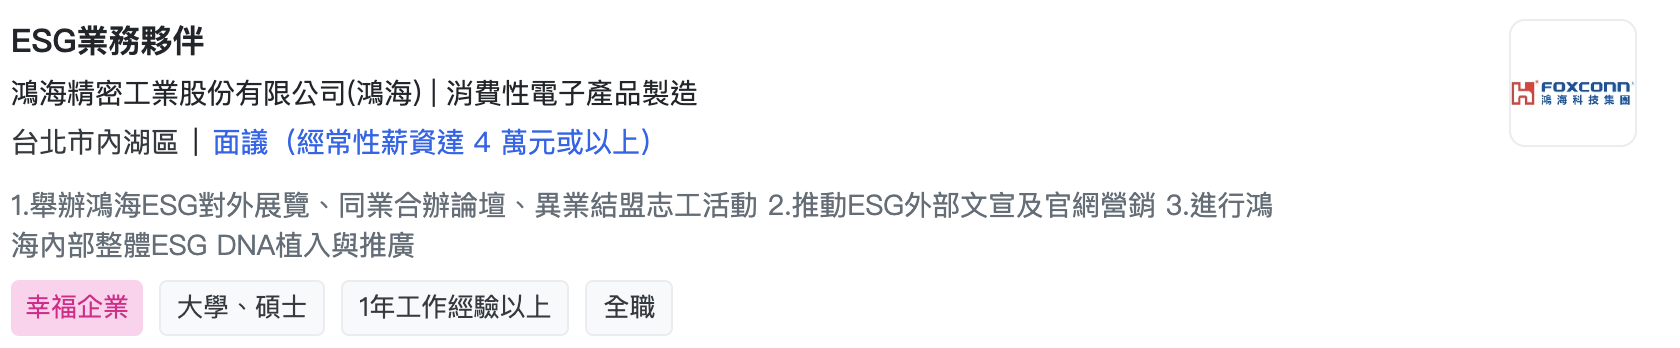 ESG業務夥伴
鴻海精密工業股份有限公司(鴻海) | 消費性電子產品製造
台北市內湖區 | 面議（經常性薪資達 4 萬元或以上）
1.舉辦鴻海ESG對外展覽、同業合辦論壇、異業結盟志工活動 2.推動ESG外部文宣及官網營銷 3.進行鴻
海內部整體ESG DNA植入與推廣
幸福企業 大學、碩士 1年工作經驗以上 全職
FOXCONN
鴻海科技集團